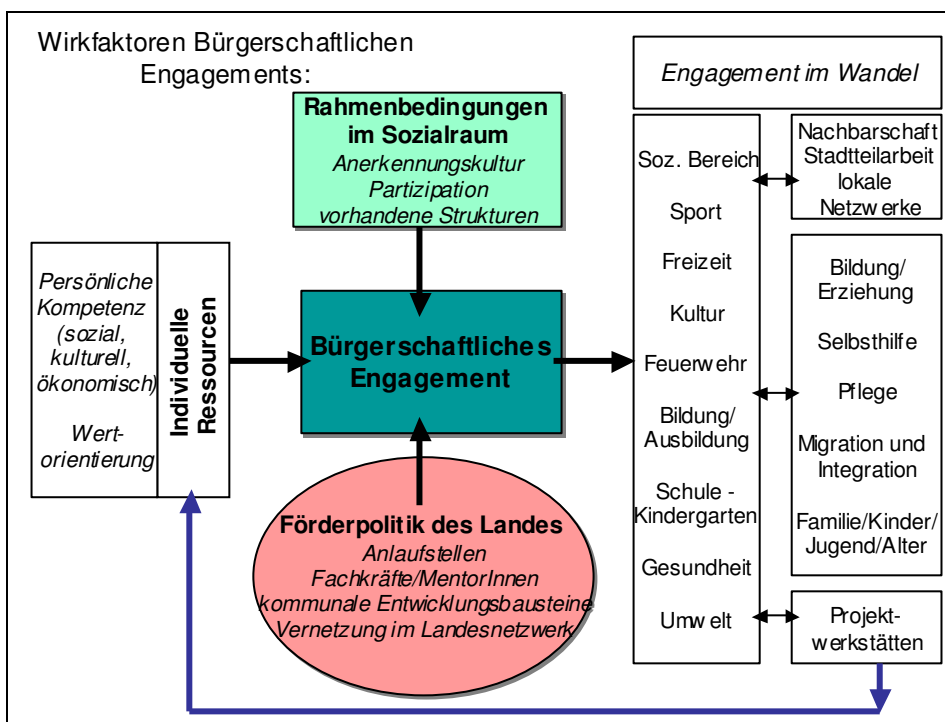 Wirkfaktoren Bürgerschaftlichen
Engagements:
Rahmenbedingungen
im Sozialraum
Anerkennungskultur
Partizipation
vorhandene Strukturen
Persönliche
Kompetenz
(sozial,
kulturell,
ökonomisch)
Wert-
orientierung
Individuelle
Ressourcen
Bürgerschaftliches
Engagement
Förderpolitik des Landes
Anlaufstellen
Fachkräfte/MentorInnen
kommunale Entwicklungsbausteine
Vernetzung im Landesnetzwerk
Engagement im Wandel
Soz. Bereich
Sport
Freizeit
Kultur
Feuerwehr
Bildung/
Ausbildung
Schule -
Kindergarten
Gesundheit
Umwelt
Nachbarschaft
Stadtteilarbeit
lokale
Netzwerke
Bildung/
Erziehung
Selbsthilfe
Pflege
Migration und
Integration
Familie/Kinder/
Jugend/Alter
Projekt-
werkstätten